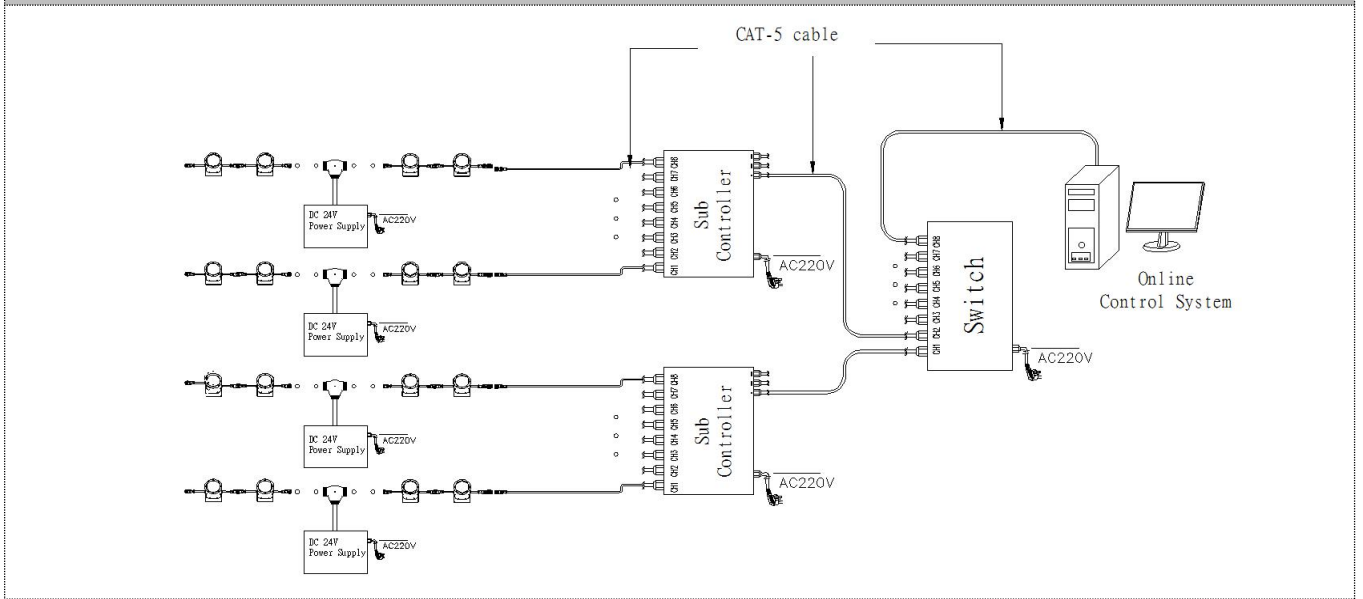 CAT-5 cable
DC 24V
Power Supply
AC220V
CH8
CH7
CH6
CH5
CH4
CH3
CH2
CH1
Sub
Controller
AC220V
DC 24V
Power Supply
AC220V
CH8
CH7
CH6
CH5
CH4
CH3
CH2
CH1
Switch
AC220V
Online
Control System
DC 24V
Power Supply
AC220V
CH8
CH7
CH6
CH5
CH4
CH3
CH2
CH1
Sub
Controller
AC220V
DC 24V
Power Supply
AC220V